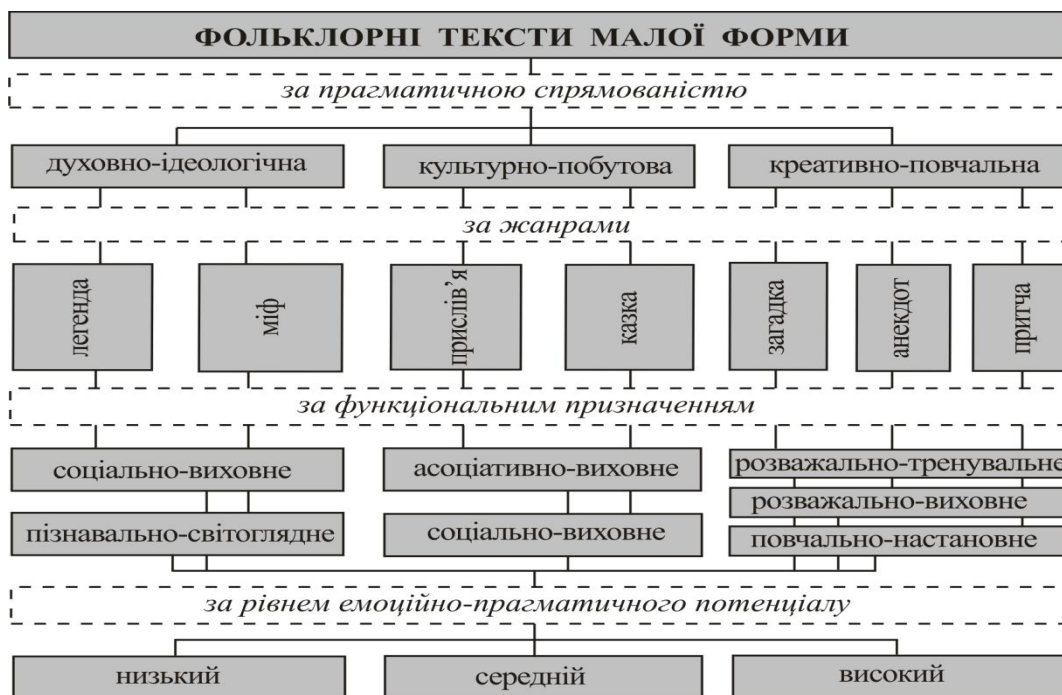 ФОЛЬКЛОРНІ ТЕКСТИ МАЛОЇ ФОРМИ
за прагматичною спрямованістю
духовно-ідеологічна
культурно-побутова
креативно-повчальна
за жанрами
легенда
міф
прислів’я
казка
загадка
анекдот
притча
за функціональним призначенням
соціально-виховне
асоціативно-виховне
розважально-тренувальне
розважально-виховне
пізнавально-світоглядне
соціально-виховне
повчально-настановне
за рівнем емоційно-прагматичного потенціалу
низький
середній
високий